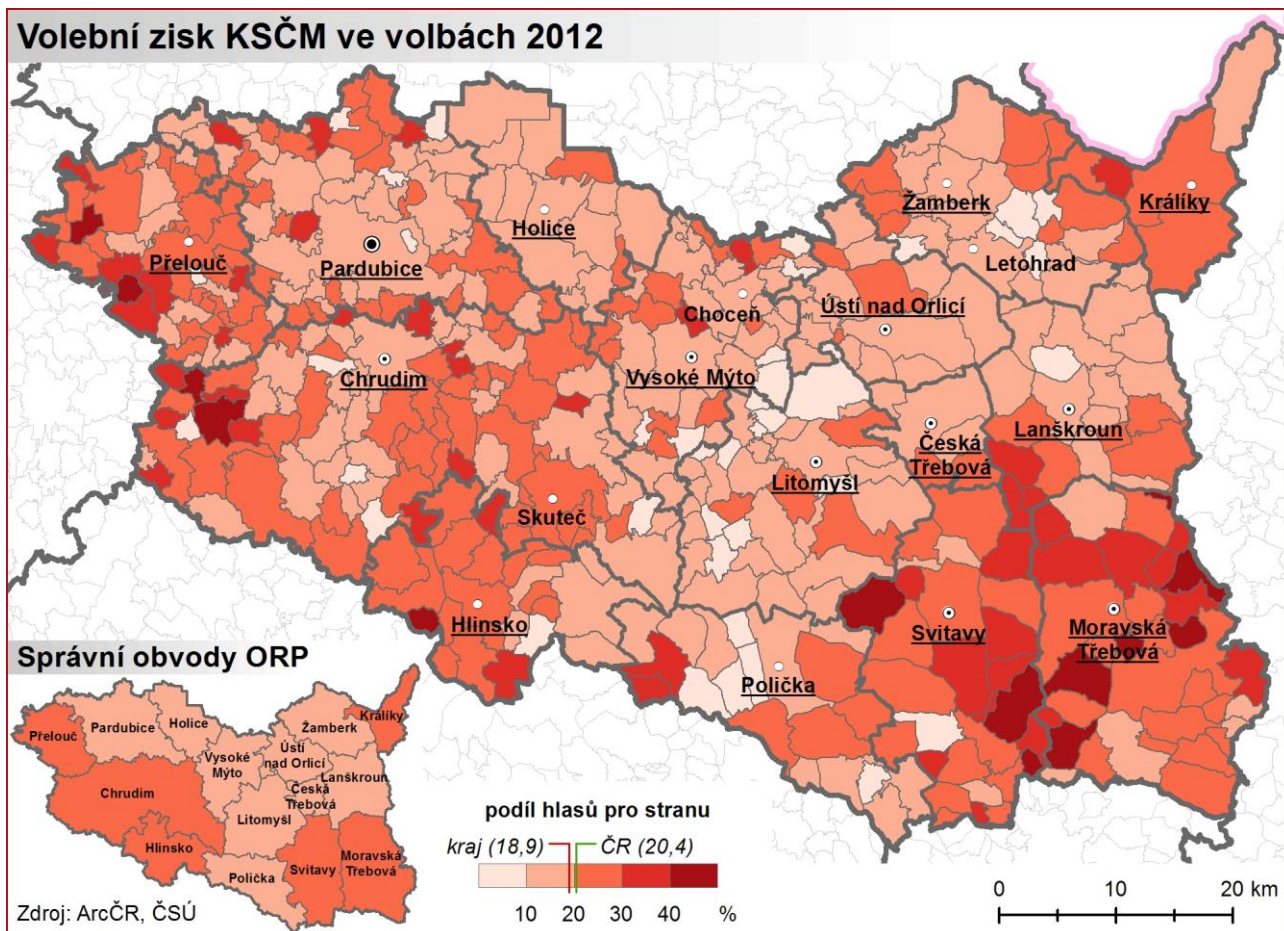 Volební zisk KSČM ve volbách 2012
Žamberk
Králíky
Holice
Letohrad
Přelouč
Pardubice
Ústí nad Orlicí
Choceň
Chrudim
Vysoké Mýto
Lanškroun
Česká
Třebová
Litomyšl
Skuteč
Hlinsko
Svitavy
Moravská
Třebová
Polička
Správní obvody ORP
Králíky
Žamberk
Holice
Pardubice
Přelouč
Ústí
nad Orlicí
Vysoké
Mýto
Lanškroun
Chrudim
Česká
Třebová
Litomyšl
Hlinsko
Moravská
Třebová
Svitavy
Polička
Zdroj: ArcČR, ČSÚ
podíl hlasů pro stranu
kraj (18,9) ČR (20,4)
10 20 30 40 %
0 10 20 km